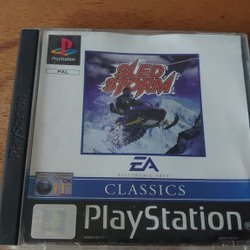 PlayStation
PAL
SLED
STORM
EA
ELECTRONIC ARTS
CLASSICS
PlayStation